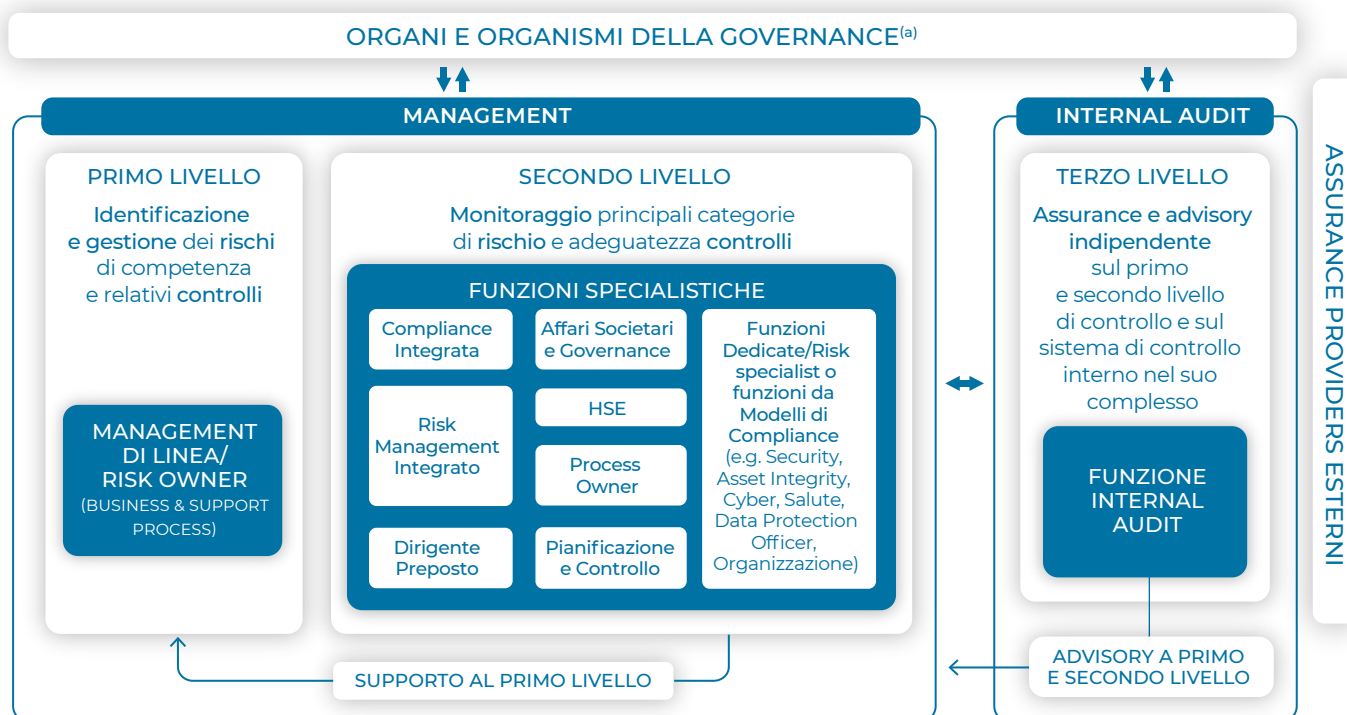 ORGANI E ORGANISMI DELLA GOVERNANCE(a)
MANAGEMENT
PRIMO LIVELLO
Identificazione
e gestione dei rischi
di competenza
e relativi controlli
MANAGEMENT
DI LINEA/
RISK OWNER
(BUSINESS & SUPPORT
PROCESS)
SECONDO LIVELLO
Monitoraggio principali categorie
di rischio e adeguatezza controlli
FUNZIONI SPECIALISTICHE
Compliance
Integrata
Risk
Management
Integrato
Dirigente
Preposto
Affari Societari
e Governance
HSE
Process
Owner
Pianificazione
e Controllo
Funzioni
Dedicate/Risk
specialist o
funzioni da
Modelli di
Compliance
(e.g. Security,
Asset Integrity,
Cyber, Salute,
Data Protection
Officer,
Organizzazione)
SUPPORTO AL PRIMO LIVELLO
INTERNAL AUDIT
TERZO LIVELLO
Assurance e advisory
indipendente
sul primo
e secondo livello
di controllo e sul
sistema di controllo
interno nel suo
complesso
FUNZIONE
INTERNAL
AUDIT
ADVISORY A PRIMO
E SECONDO LIVELLO
ASSURANCE PROVIDERS ESTERNI